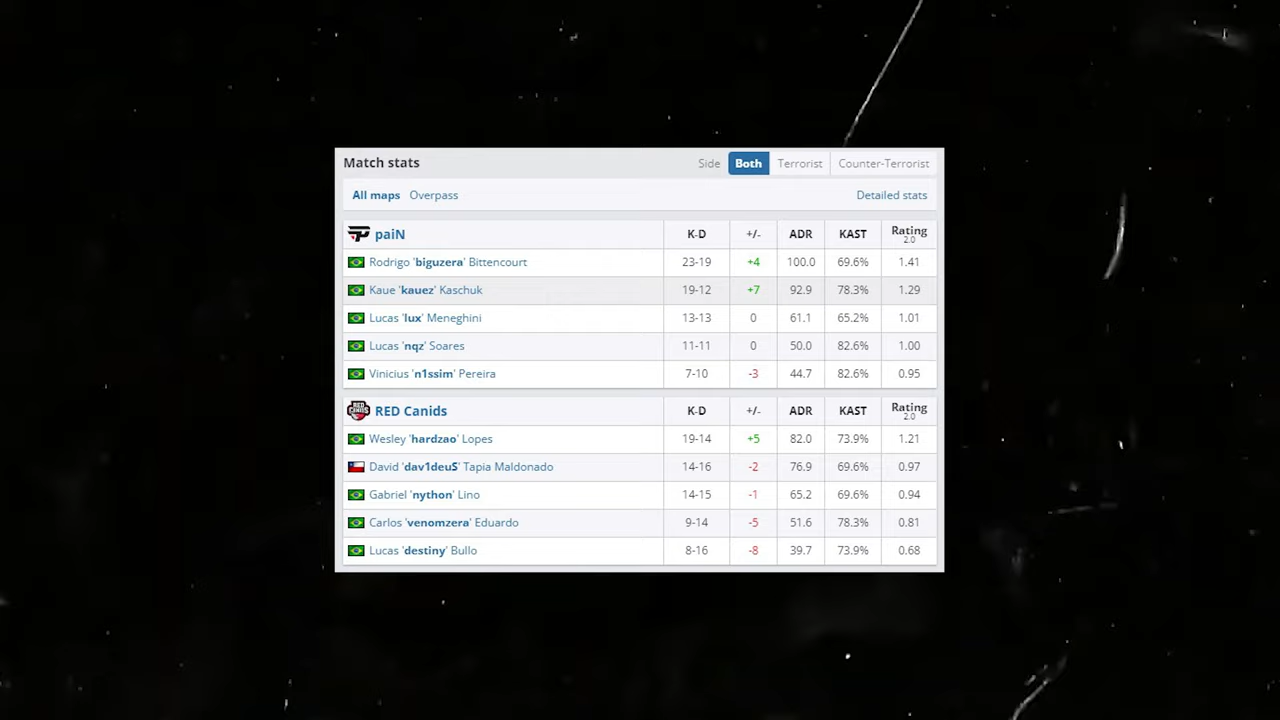 Match stats Side Both Terrorist Counter-Terrorist
All maps Overpass Detailed stats
paiN K-D +/- ADR KAST Rating 2.0
Rodrigo 'biguzera' Bittencourt 23-19 +4 100.0 69.6% 1.41
Kaue 'kauez' Kaschuk 19-12 +7 92.9 78.3% 1.29
Lucas 'lux' Meneghini 13-13 0 61.1 65.2% 1.01
Lucas 'nqz' Soares 11-11 0 50.0 82.6% 1.00
Vinicius 'n1ssim' Pereira 7-10 -3 44.7 82.6% 0.95
RED CANIDS RED Canids K-D +/- ADR KAST Rating 2.0
Wesley 'hardzao' Lopes 19-14 +5 82.0 73.9% 1.21
David 'dav1deuS' Tapia Maldonado 14-16 -2 76.9 69.6% 0.97
Gabriel 'nython' Lino 14-15 -1 65.2 69.6% 0.94
Carlos 'venomzera' Eduardo 9-14 -5 51.6 78.3% 0.81
Lucas 'destiny' Bullo 8-16 -8 39.7 73.9% 0.68